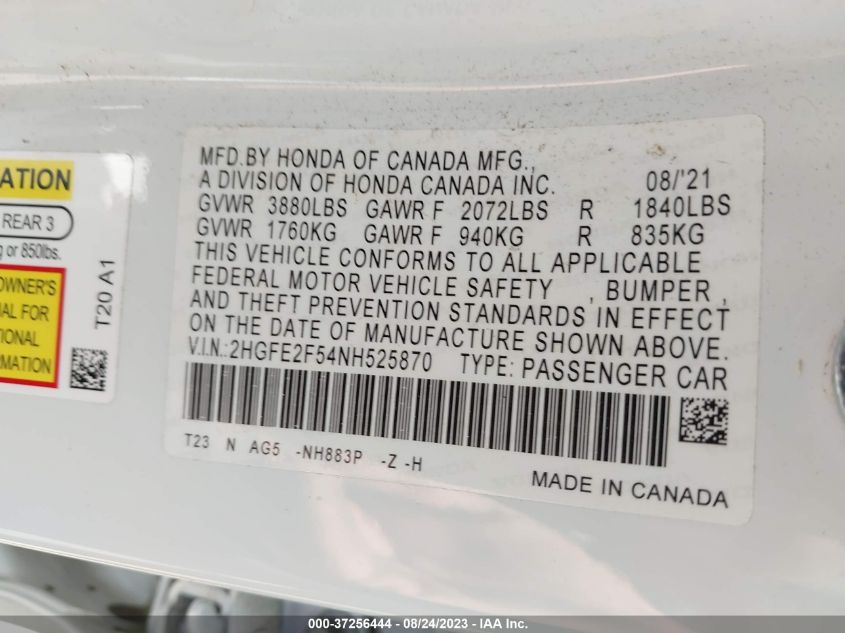 MFD.BY HONDA OF CANADA MFG.,
A DIVISION OF HONDA CANADA INC. 08/'21
GVWR 3880LBS GAWR F 2072LBS R 1840LBS
GVWR 1760KG GAWR F 940KG R 835KG
THIS VEHICLE CONFORMS TO ALL APPLICABLE
FEDERAL MOTOR VEHICLE SAFETY , BUMPER ,
AND THEFT PREVENTION STANDARDS IN EFFECT
ON THE DATE OF MANUFACTURE SHOWN ABOVE.
V.I.N.:2HGFE2F54NH525870 TYPE: PASSENGER CAR
T23 N AG5 -NH883P -Z -H
MADE IN CANADA
ATION
REAR 3
g or 850lbs.
OWNER'S
AL FOR
TIONAL
RMATION
T20 A1
000-37256444 - 08/24/2023 - IAA Inc.